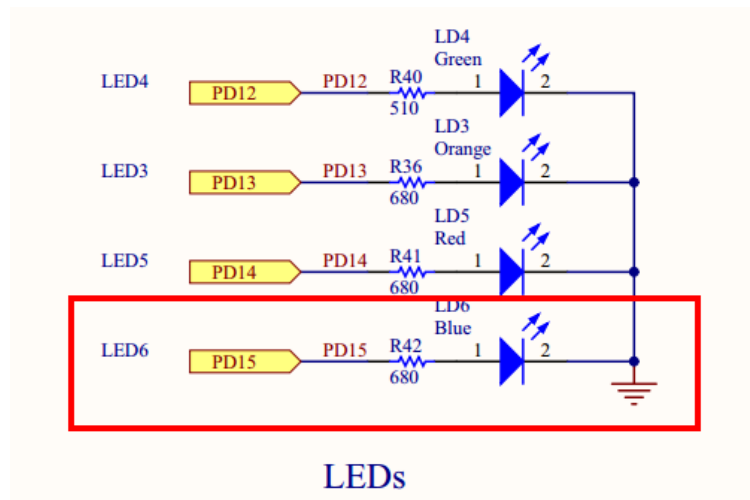 LD4
Green
LED4 PD12 PD12 R40 1 2
510
LD3
Orange
LED3 PD13 PD13 R36 1 2
680
LD5
Red
LED5 PD14 PD14 R41 1 2
680
LD6
Blue
LED6 PD15 PD15 R42 1 2
680
LEDs